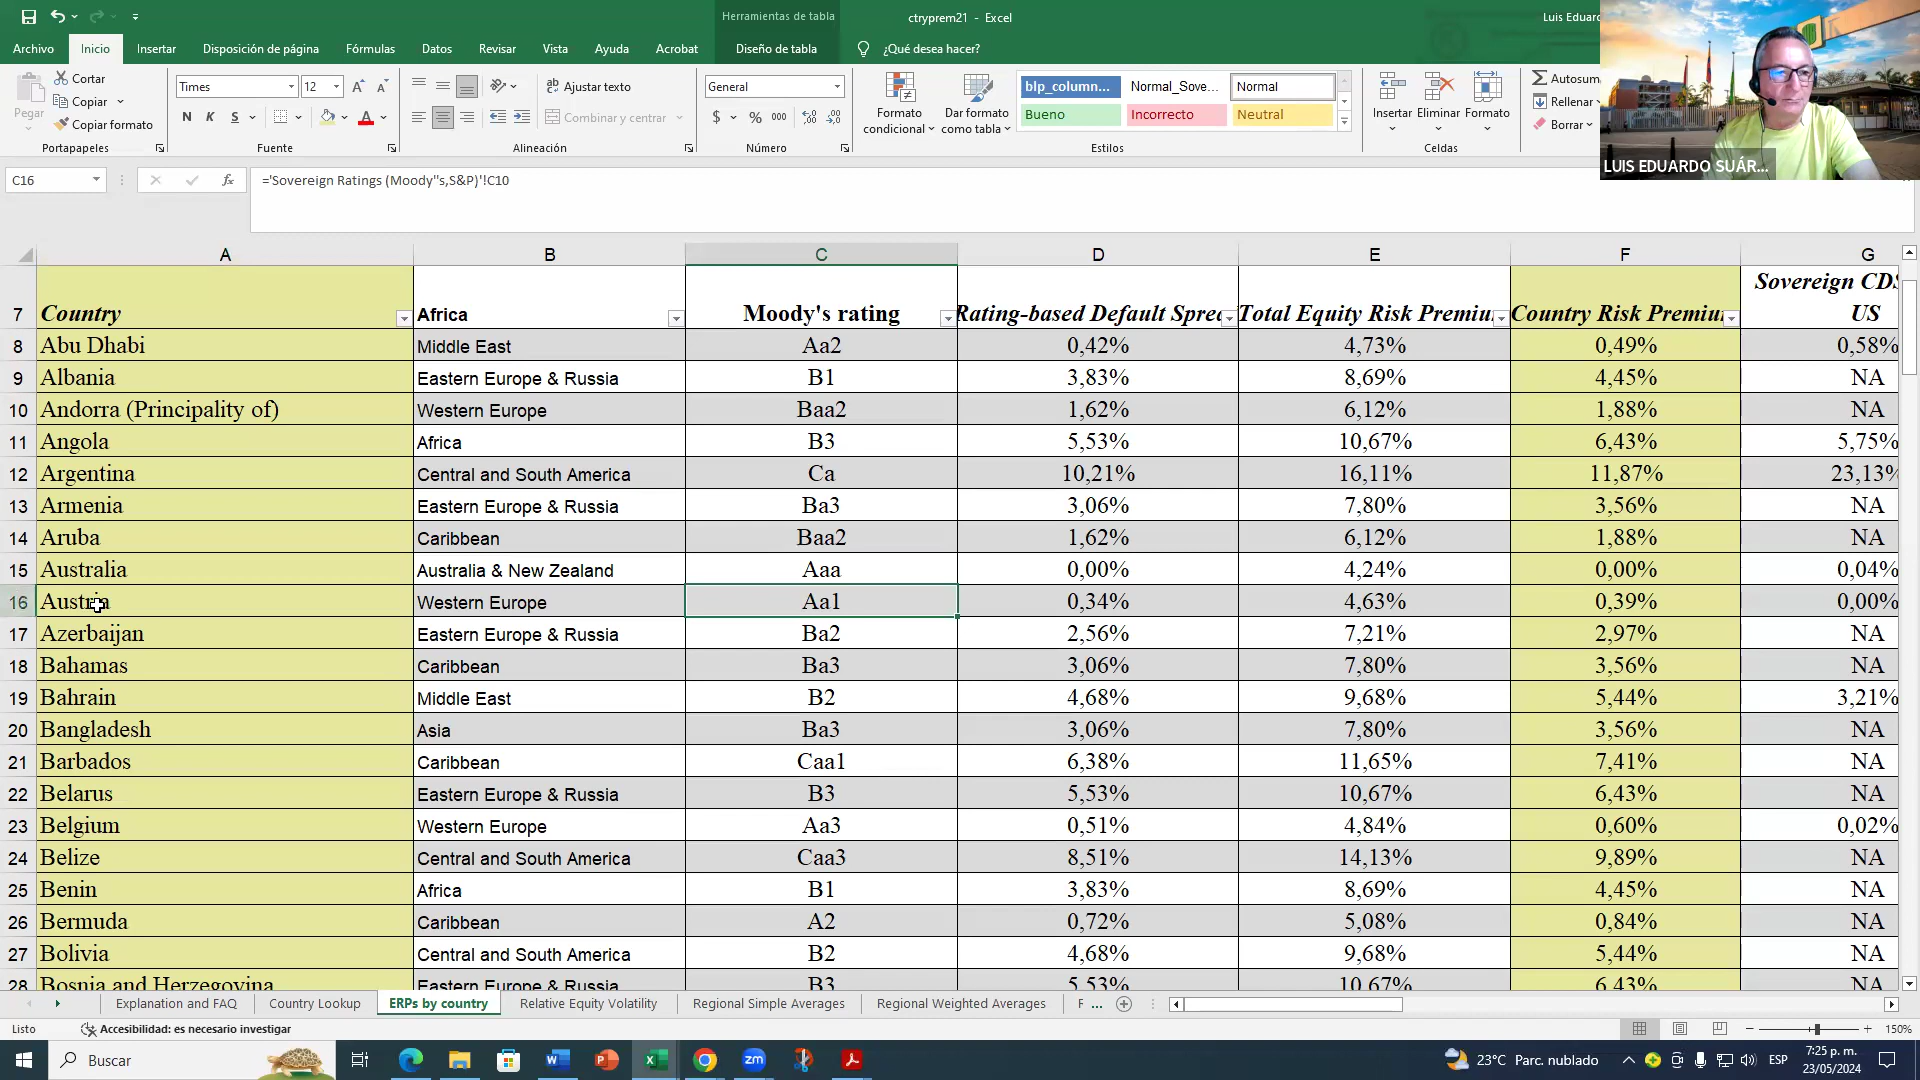 Herramientas de tabla
ctryprem21 - Excel
Luis Eduardo
Archivo Inicio Insertar Disposición de página Fórmulas Datos Revisar Vista Ayuda Acrobat Diseño de tabla ¿Qué desea hacer?
Pegar
Cortar
Copiar
Copiar formato
Portapapeles
Times 12
N K S
Fuente
Ajustar texto
Combinar y centrar
Alineación
General
$ % 000
Número
Formato condicional
Dar formato como tabla
blp_column... Normal_Sove... Normal
Bueno Incorrecto Neutral
Estilos
Insertar Eliminar Formato
Celdas
Autosum
Rellenar
Borrar
LUIS EDUARDO SUÁR...
C16 fx ='Sovereign Ratings (Moody''s,S&P)'!C10
A B C D E F G
7 Country Africa Moody's rating Rating-based Default Sprea Total Equity Risk Premiu Country Risk Premiu Sovereign CDS US
8 Abu Dhabi Middle East Aa2 0,42% 4,73% 0,49% 0,58%
9 Albania Eastern Europe & Russia B1 3,83% 8,69% 4,45% NA
10 Andorra (Principality of) Western Europe Baa2 1,62% 6,12% 1,88% NA
11 Angola Africa B3 5,53% 10,67% 6,43% 5,75%
12 Argentina Central and South America Ca 10,21% 16,11% 11,87% 23,13%
13 Armenia Eastern Europe & Russia Ba3 3,06% 7,80% 3,56% NA
14 Aruba Caribbean Baa2 1,62% 6,12% 1,88% NA
15 Australia Australia & New Zealand Aaa 0,00% 4,24% 0,00% 0,04%
16 Austria Western Europe Aa1 0,34% 4,63% 0,39% 0,00%
17 Azerbaijan Eastern Europe & Russia Ba2 2,56% 7,21% 2,97% NA
18 Bahamas Caribbean Ba3 3,06% 7,80% 3,56% NA
19 Bahrain Middle East B2 4,68% 9,68% 5,44% 3,21%
20 Bangladesh Asia Ba3 3,06% 7,80% 3,56% NA
21 Barbados Caribbean Caa1 6,38% 11,65% 7,41% NA
22 Belarus Eastern Europe & Russia B3 5,53% 10,67% 6,43% NA
23 Belgium Western Europe Aa3 0,51% 4,84% 0,60% 0,02%
24 Belize Central and South America Caa3 8,51% 14,13% 9,89% NA
25 Benin Africa B1 3,83% 8,69% 4,45% NA
26 Bermuda Caribbean A2 0,72% 5,08% 0,84% NA
27 Bolivia Central and South America B2 4,68% 9,68% 5,44% NA
28 Bosnia and Herzegovina Eastern Europe & Russia B3 5,53% 10,67% 6,43% NA
Explanation and FAQ Country Lookup ERPs by country Relative Equity Volatility Regional Simple Averages Regional Weighted Averages F ...
Listo Accesibilidad: es necesario investigar 150%
Buscar 23°C Parc. nublado ESP 7:25 p. m.
23/05/2024